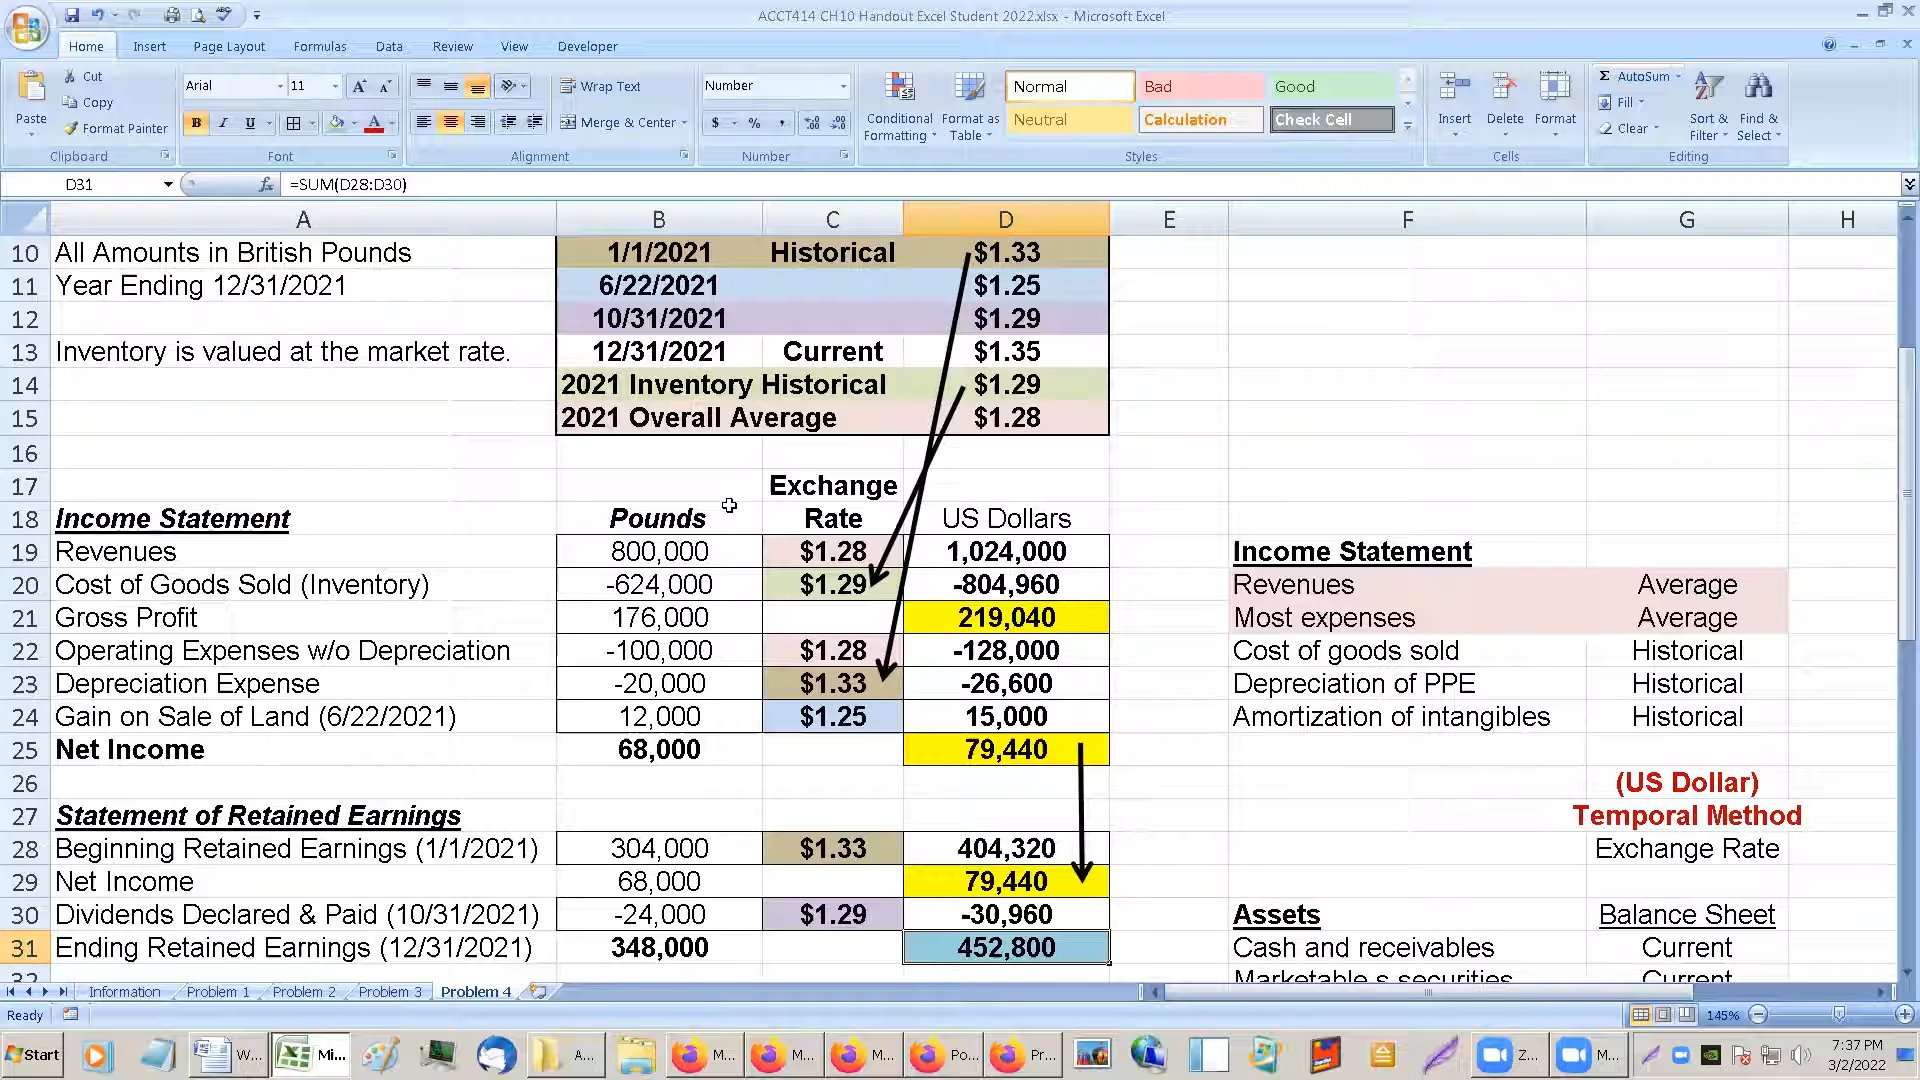 ACCT414 CH10 Handout Excel Student 2022.xlsx - Microsoft Excel
Home Insert Page Layout Formulas Data Review View Developer
Paste Cut Copy Format Painter Clipboard
Arial 11 B I U Font
Wrap Text Merge & Center Alignment
Number $ % , Number
Conditional Formatting Format as Table Normal Bad Good Neutral Calculation Check Cell Styles
Insert Delete Format Cells
Σ AutoSum Fill Clear Sort & Filter Find & Select Editing
D31 fx =SUM(D28:D30)
A B C D E F G H
10 All Amounts in British Pounds 1/1/2021 Historical $1.33
11 Year Ending 12/31/2021 6/22/2021 $1.25
12 10/31/2021 $1.29
13 Inventory is valued at the market rate. 12/31/2021 Current $1.35
14 2021 Inventory Historical $1.29
15 2021 Overall Average $1.28
16
17 Exchange
18 Income Statement Pounds Rate US Dollars
19 Revenues 800,000 $1.28 1,024,000 Income Statement
20 Cost of Goods Sold (Inventory) -624,000 $1.29 -804,960 Revenues Average
21 Gross Profit 176,000 219,040 Most expenses Average
22 Operating Expenses w/o Depreciation -100,000 $1.28 -128,000 Cost of goods sold Historical
23 Depreciation Expense -20,000 $1.33 -26,600 Depreciation of PPE Historical
24 Gain on Sale of Land (6/22/2021) 12,000 $1.25 15,000 Amortization of intangibles Historical
25 Net Income 68,000 79,440
26 (US Dollar)
27 Statement of Retained Earnings Temporal Method
28 Beginning Retained Earnings (1/1/2021) 304,000 $1.33 404,320 Exchange Rate
29 Net Income 68,000 79,440
30 Dividends Declared & Paid (10/31/2021) -24,000 $1.29 -30,960 Assets Balance Sheet
31 Ending Retained Earnings (12/31/2021) 348,000 452,800 Cash and receivables Current
32 Marketable s securities Current
Information Problem 1 Problem 2 Problem 3 Problem 4
Ready 145%
Start W... Mi... A... M... M... M... Po... Pr... Z... M... 7:37 PM
3/2/2022